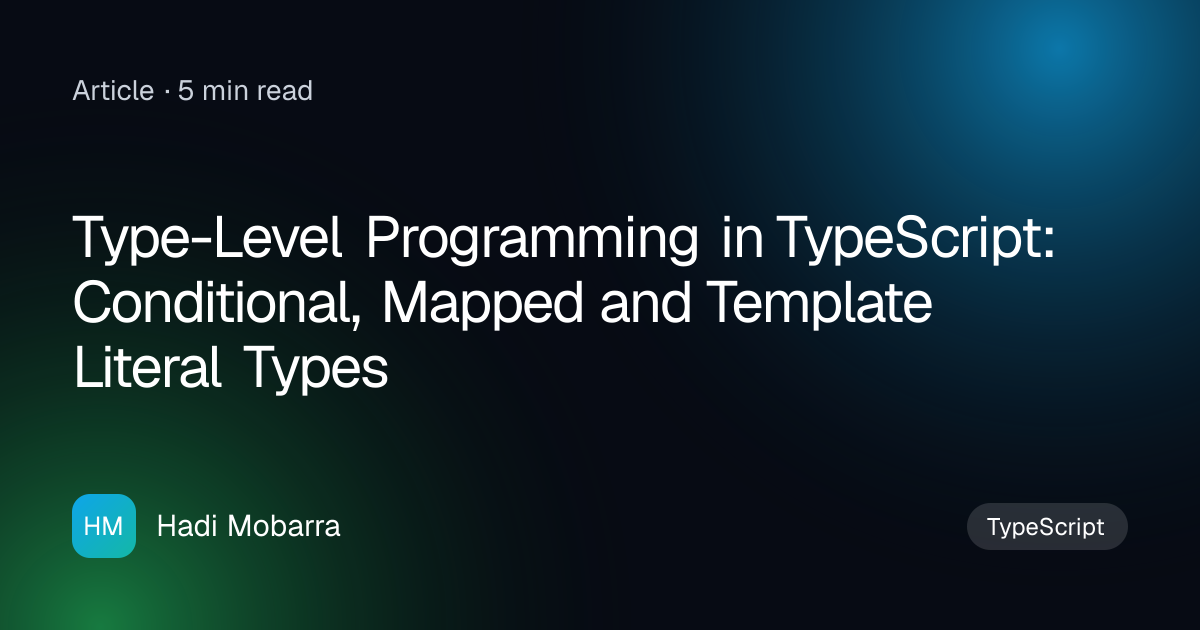 Article · 5 min read
Type-Level Programming in TypeScript:
Conditional, Mapped and Template
Literal Types
HM
Hadi Mobarra
TypeScript